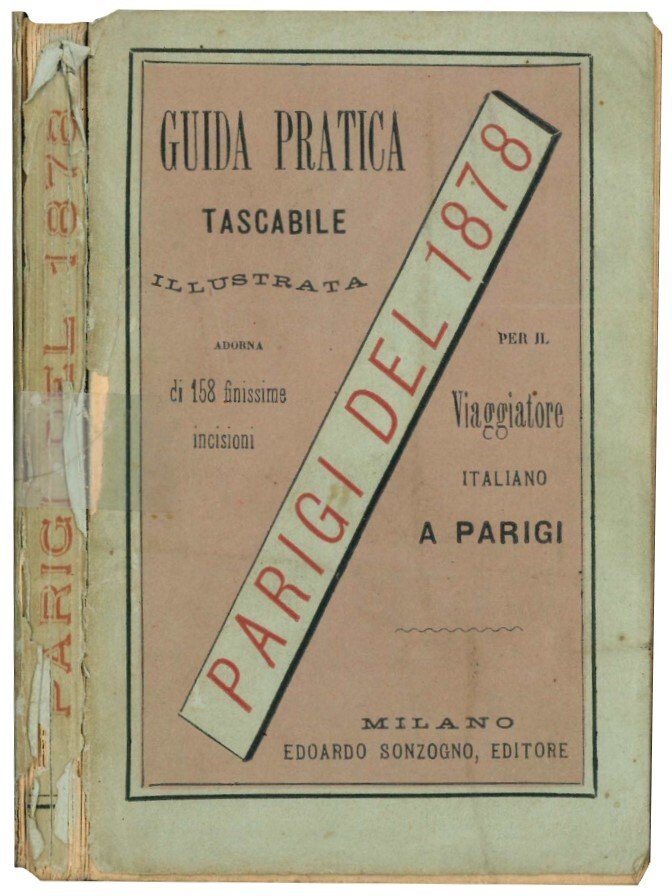 PARIGI DEL 1878
GUIDA PRATICA
TASCABILE
ILLUSTRATA
ADORNA
di 158 finissime
incisioni
PARIGI DEL 1878
PER IL
Viaggiatore
ITALIANO
A PARIGI
MILANO
EDOARDO SONZOGNO, EDITORE